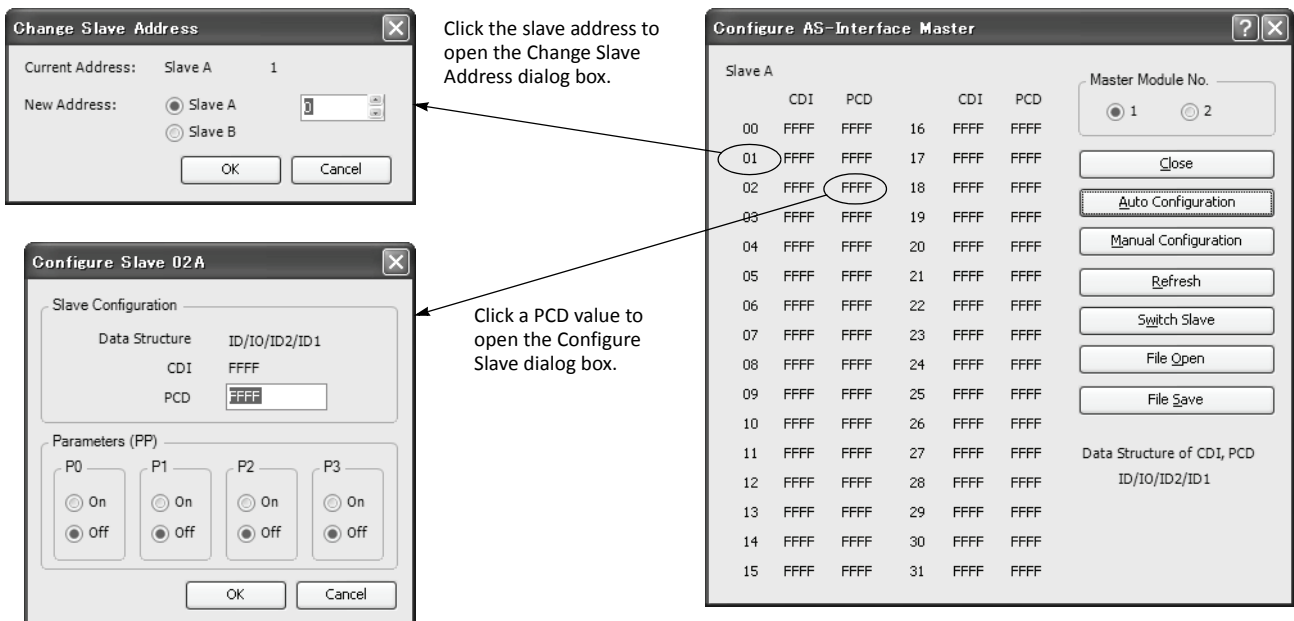 Change Slave Address
Current Address: Slave A 1
New Address: Slave A 0
Slave B
OK Cancel
Click the slave address to
open the Change Slave
Address dialog box.
Configure Slave 02A
Slave Configuration
Data Structure ID/IO/ID2/ID1
CDI FFFF
PCD FFFF
Parameters (PP)
P0 P1 P2 P3
On On On On
Off Off Off Off
OK Cancel
Click a PCD value to
open the Configure
Slave dialog box.
Configure AS-Interface Master
Slave A
CDI PCD CDI PCD
00 FFFF FFFF 16 FFFF FFFF
01 FFFF FFFF 17 FFFF FFFF
02 FFFF FFFF 18 FFFF FFFF
03 FFFF FFFF 19 FFFF FFFF
04 FFFF FFFF 20 FFFF FFFF
05 FFFF FFFF 21 FFFF FFFF
06 FFFF FFFF 22 FFFF FFFF
07 FFFF FFFF 23 FFFF FFFF
08 FFFF FFFF 24 FFFF FFFF
09 FFFF FFFF 25 FFFF FFFF
10 FFFF FFFF 26 FFFF FFFF
11 FFFF FFFF 27 FFFF FFFF
12 FFFF FFFF 28 FFFF FFFF
13 FFFF FFFF 29 FFFF FFFF
14 FFFF FFFF 30 FFFF FFFF
15 FFFF FFFF 31 FFFF FFFF
Master Module No.
1 2
Close
Auto Configuration
Manual Configuration
Refresh
Switch Slave
File Open
File Save
Data Structure of CDI, PCD
ID/IO/ID2/ID1